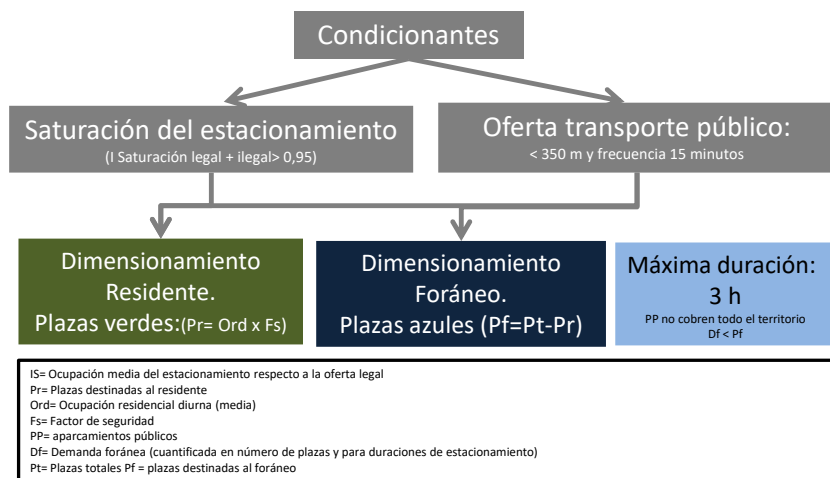 Condicionantes
Saturación del estacionamiento
(I Saturación legal + ilegal> 0,95)
Oferta transporte público:
< 350 m y frecuencia 15 minutos
Dimensionamiento
Residente.
Plazas verdes:(Pr= Ord x Fs)
Dimensionamiento
Foráneo.
Plazas azules (Pf=Pt-Pr)
Máxima duración:
3 h
PP no cobren todo el territorio
Df < Pf
IS= Ocupación media del estacionamiento respecto a la oferta legal
Pr= Plazas destinadas al residente
Ord= Ocupación residencial diurna (media)
Fs= Factor de seguridad
PP= aparcamientos públicos
Df= Demanda foránea (cuantificada en número de plazas y para duraciones de estacionamiento)
Pt= Plazas totales Pf = plazas destinadas al foráneo